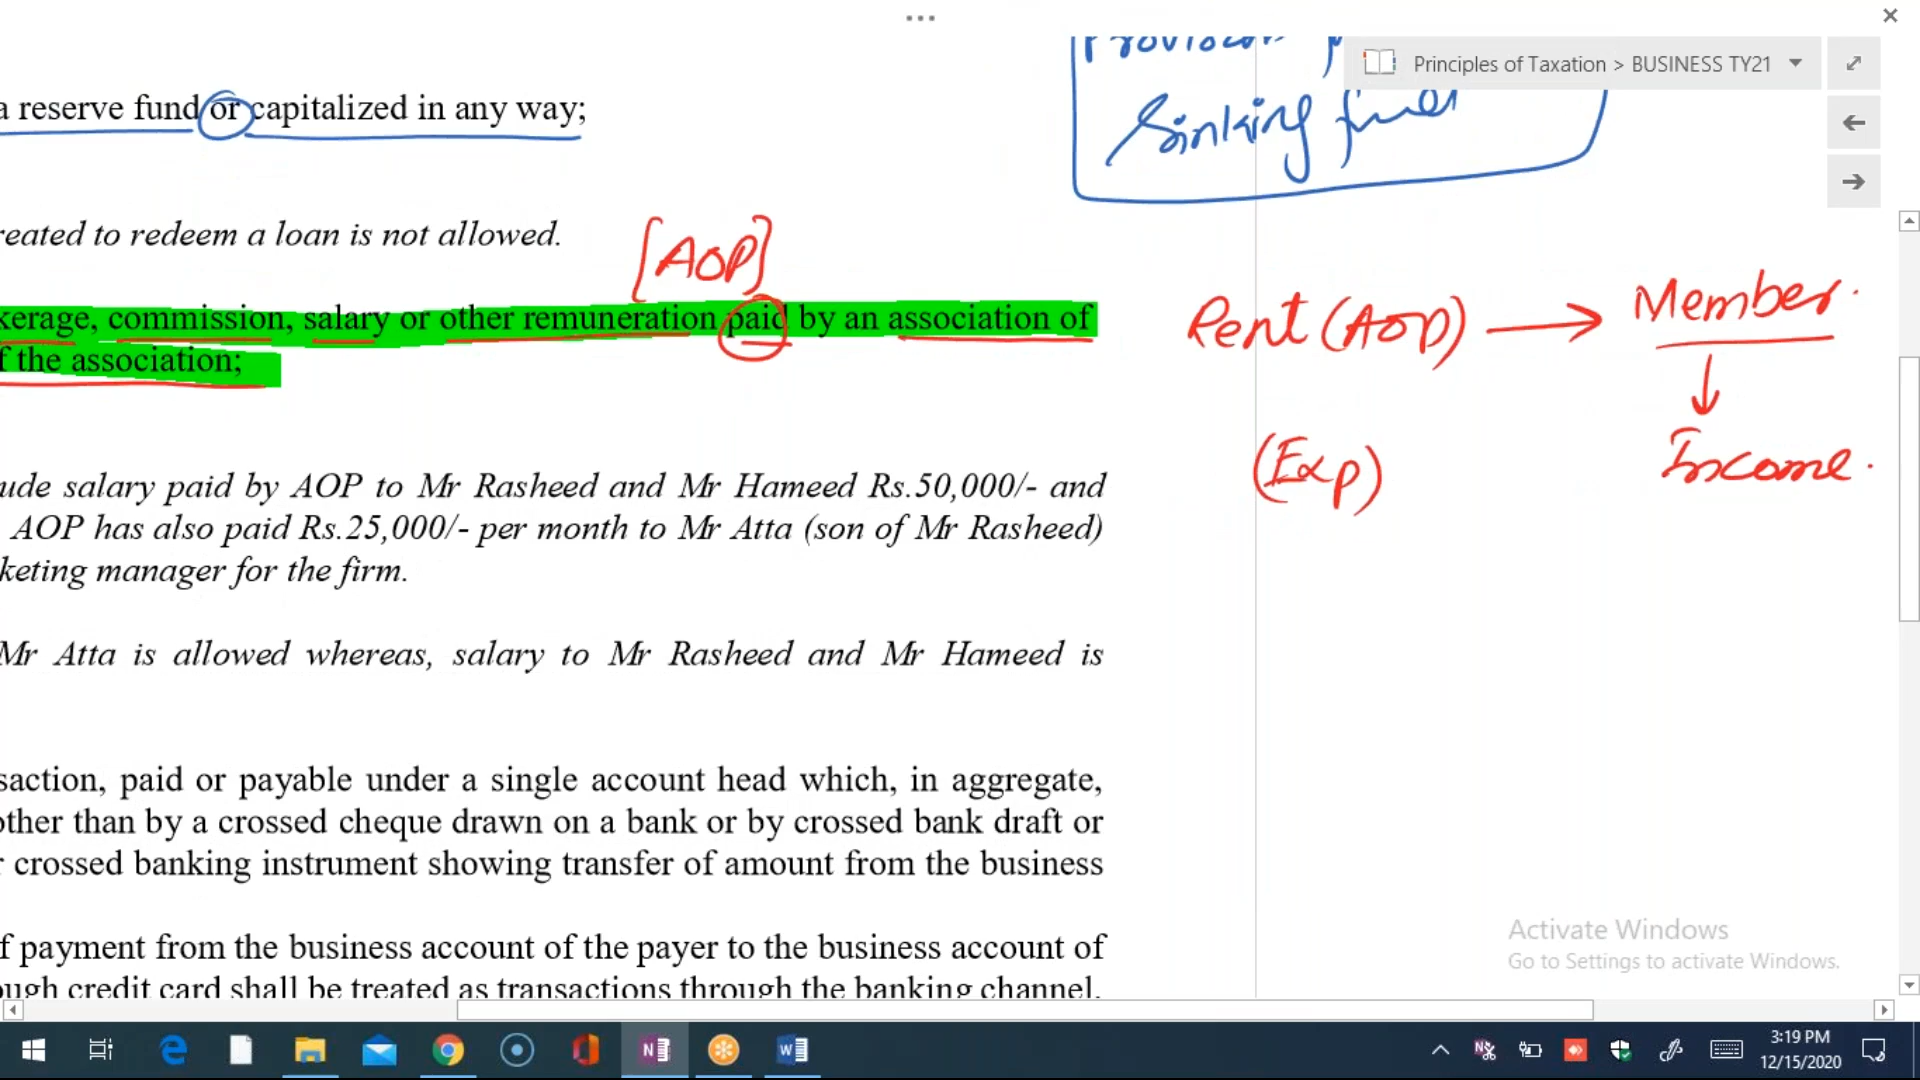 Principles of Taxation > BUSINESS TY21
Provision
Sinking fund
a reserve fund or capitalized in any way;
reated to redeem a loan is not allowed.
[AOP]
kerage, commission, salary or other remuneration paid by an association of
f the association;
Rent (AOP) → Member.
↓
(Exp)
Income.
ude salary paid by AOP to Mr Rasheed and Mr Hameed Rs.50,000/- and
AOP has also paid Rs.25,000/- per month to Mr Atta (son of Mr Rasheed)
keting manager for the firm.
Mr Atta is allowed whereas, salary to Mr Rasheed and Mr Hameed is
saction, paid or payable under a single account head which, in aggregate,
other than by a crossed cheque drawn on a bank or by crossed bank draft or
r crossed banking instrument showing transfer of amount from the business
f payment from the business account of the payer to the business account of
ough credit card shall be treated as transactions through the banking channel.
Activate Windows
Go to Settings to activate Windows.
3:19 PM
12/15/2020